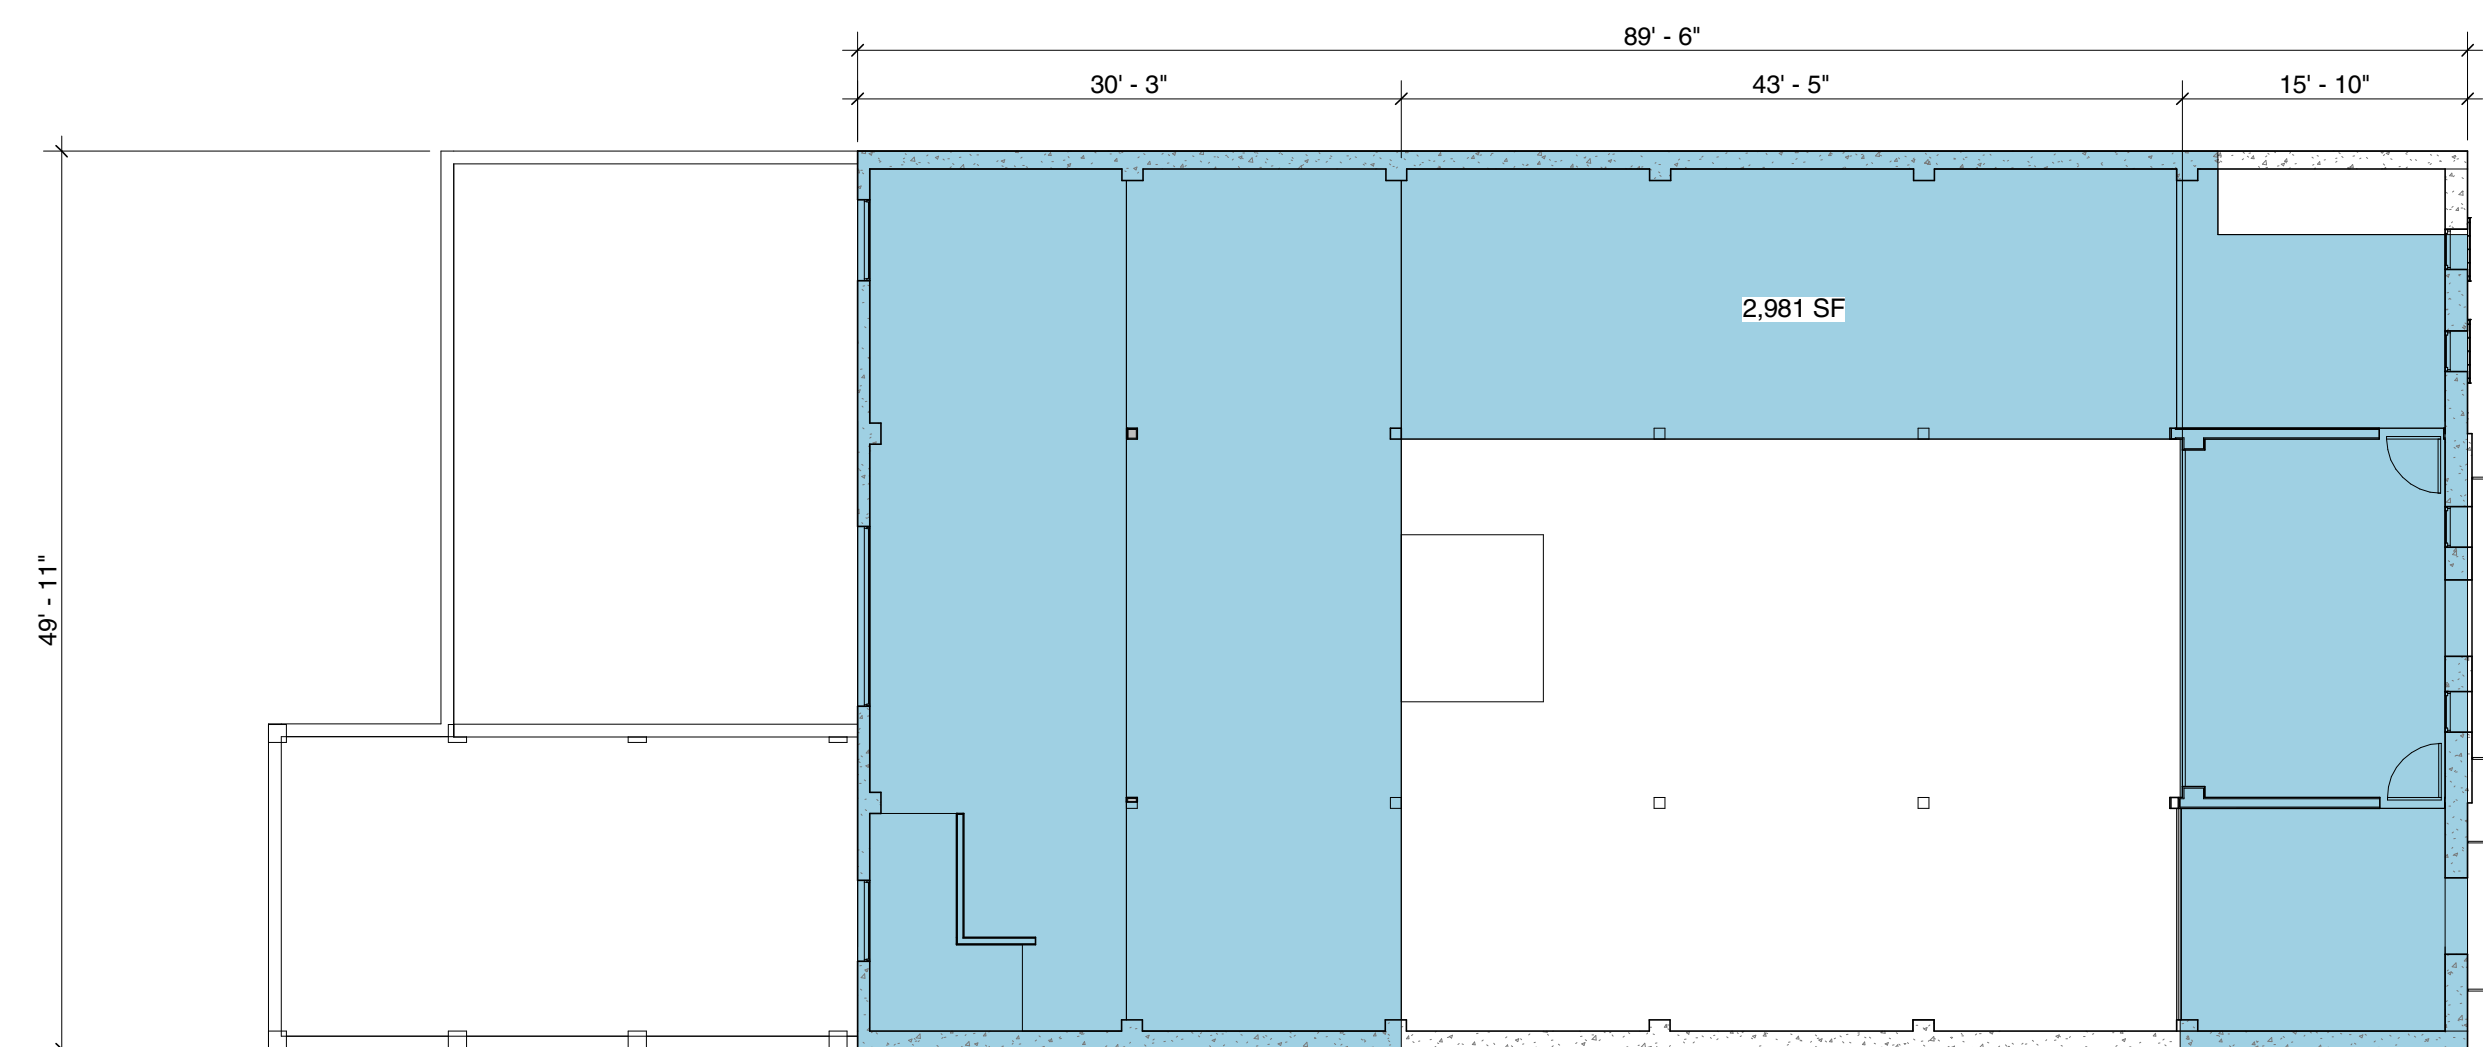 89' - 6"
30' - 3"
43' - 5"
15' - 10"
2,981 SF
49' - 11"